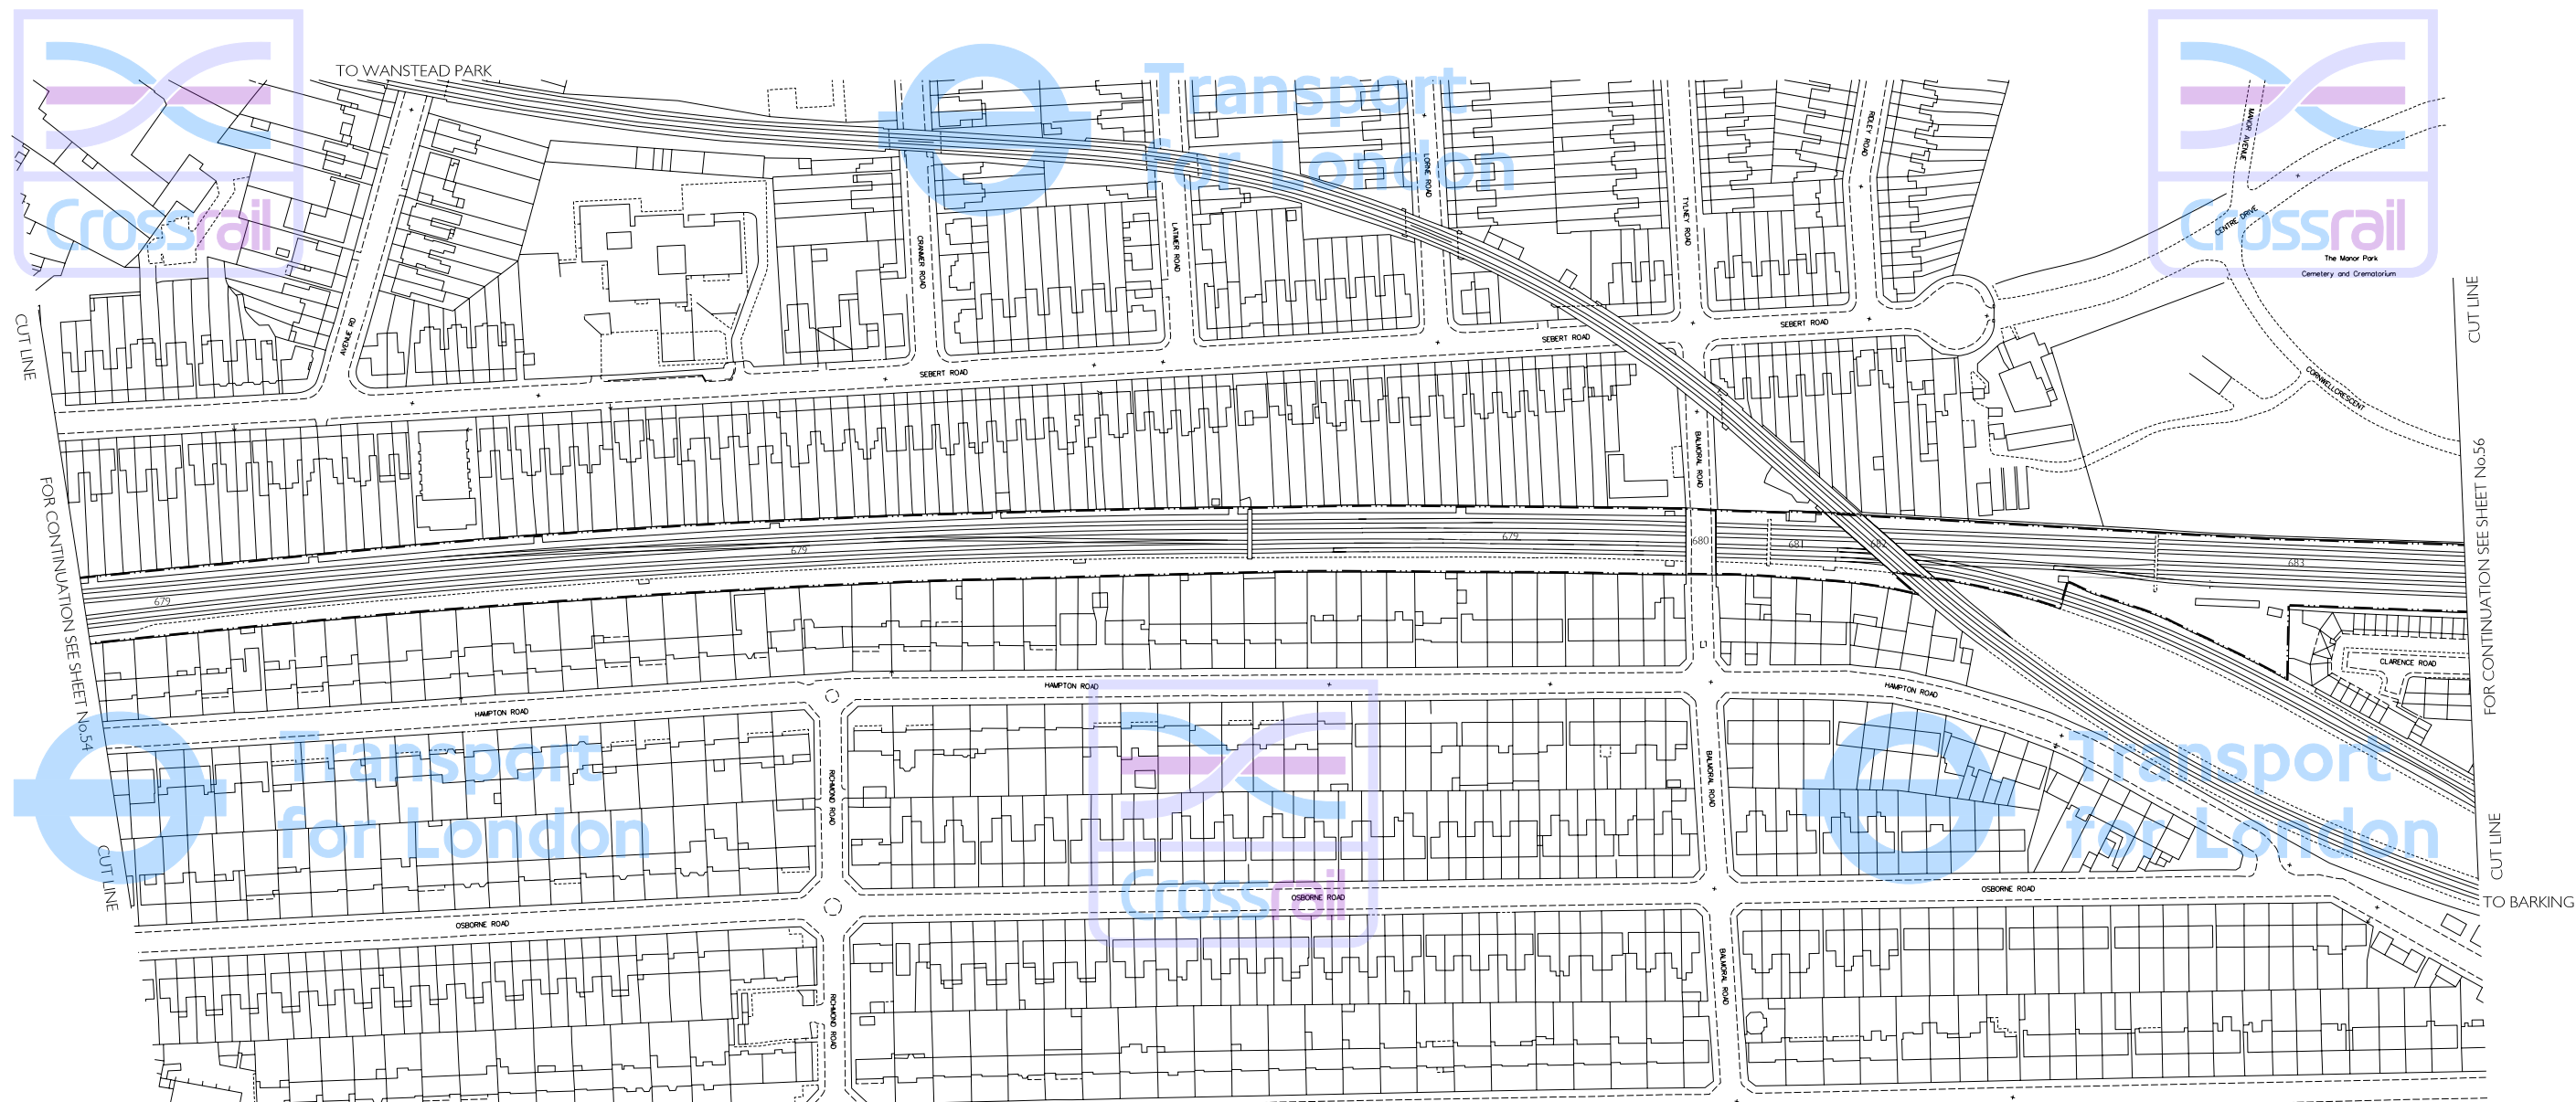 TO WANSTEAD PARK
Transport
for London
Crossrail
Crossrail
RIDLEY ROAD
MANOR AVENUE
LORNE ROAD
TYLNEY ROAD
CRANMER ROAD
LATIMER ROAD
CENTRE DRIVE
The Manor Park
Cemetery and Crematorium
CUT LINE
CUT LINE
AVENUE RD
SEBERT ROAD
SEBERT ROAD
SEBERT ROAD
CORNWELL CRESCENT
BALMORAL ROAD
FOR CONTINUATION SEE SHEET No.54
FOR CONTINUATION SEE SHEET No.56
679
679
679
680
681
682
683
CLARENCE ROAD
HAMPTON ROAD
HAMPTON ROAD
HAMPTON ROAD
Transport
for London
Crossrail
Transport
for London
RICHMOND ROAD
BALMORAL ROAD
CUT LINE
CUT LINE
OSBORNE ROAD
OSBORNE ROAD
OSBORNE ROAD
TO BARKING
RICHMOND ROAD
BALMORAL ROAD